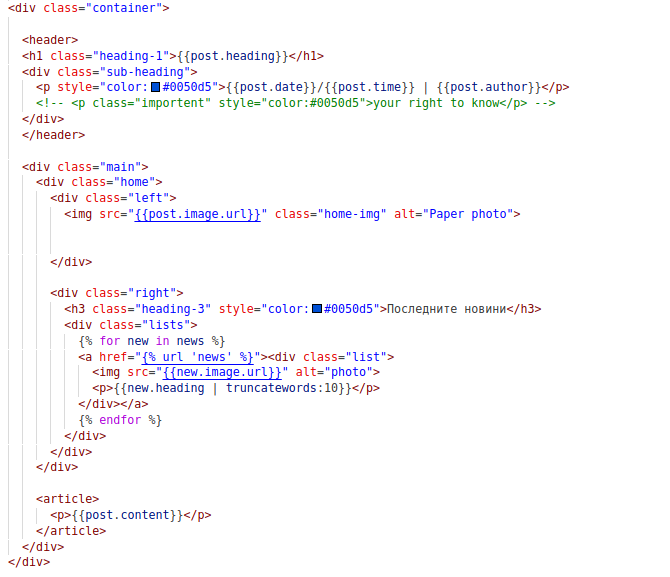 <div class="container">
<header>
<h1 class="heading-1">{{post.heading}}</h1>
<div class="sub-heading">
<p style="color:#0050d5">{{post.date}}/{{post.time}} | {{post.author}}</p>
<!-- <p class="importent" style="color:#0050d5">your right to know</p> -->
</div>
</header>
<div class="main">
<div class="home">
<div class="left">
<img src="{{post.image.url}}" class="home-img" alt="Paper photo">
</div>
<div class="right">
<h3 class="heading-3" style="color:#0050d5">Последните новини</h3>
<div class="lists">
{% for new in news %}
<a href="{% url 'news' %}"><div class="list">
<img src="{{new.image.url}}" alt="photo">
<p>{{new.heading | truncatewords:10}}</p>
</div></a>
{% endfor %}
</div>
</div>
</div>
<article>
<p>{{post.content}}</p>
</article>
</div>
</div>